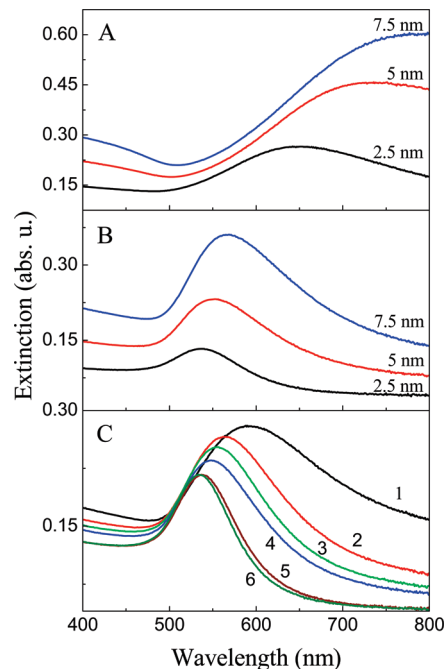 A
0.60
7.5 nm
5 nm
0.45
0.30
2.5 nm
0.15
B
0.30
7.5 nm
0.15
5 nm
2.5 nm
0.30
C
1
0.15
2
3
4
5
6
400 500 600 700 800
Wavelength (nm)
Extinction (abs. u.)